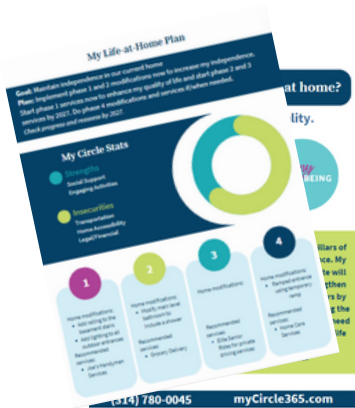 My Life-at-Home Plan
Goal: Maintain independence in our current home
Plan: Implement phase 1 and 2 modifications now to increase my independence.
Start phase 1 services now to enhance my quality of life and start phase 2 and 3
services by 2027. Do phase 4 modifications and services if/when needed.
Check progress and reassess by 2027.
My Circle Stats
Strengths
Social Support
Engaging Activities
Insecurities
Transportation
Home Accessibility
Legal/Financial
1
Home modifications:
Add railing to the
basement stairs
Add lighting to all
outdoor entrances
Recommended
services:
Joe's Handyman
Services
2
Home modifications:
Modify main level
bathroom to
include a shower
Recommended
services:
Grocery Delivery
3
Home modifications:
Recommended
services:
Elite Senior
Rides for private
driving services
4
Home modifications:
Ramped entrance
using temporary
ramp
Recommended
services:
Home Care
Services
at home?
lity.
BEING
illars of
ce. My
te will
gthen
rs by
g the
need
life
(314) 780-0045
myCircle365.com